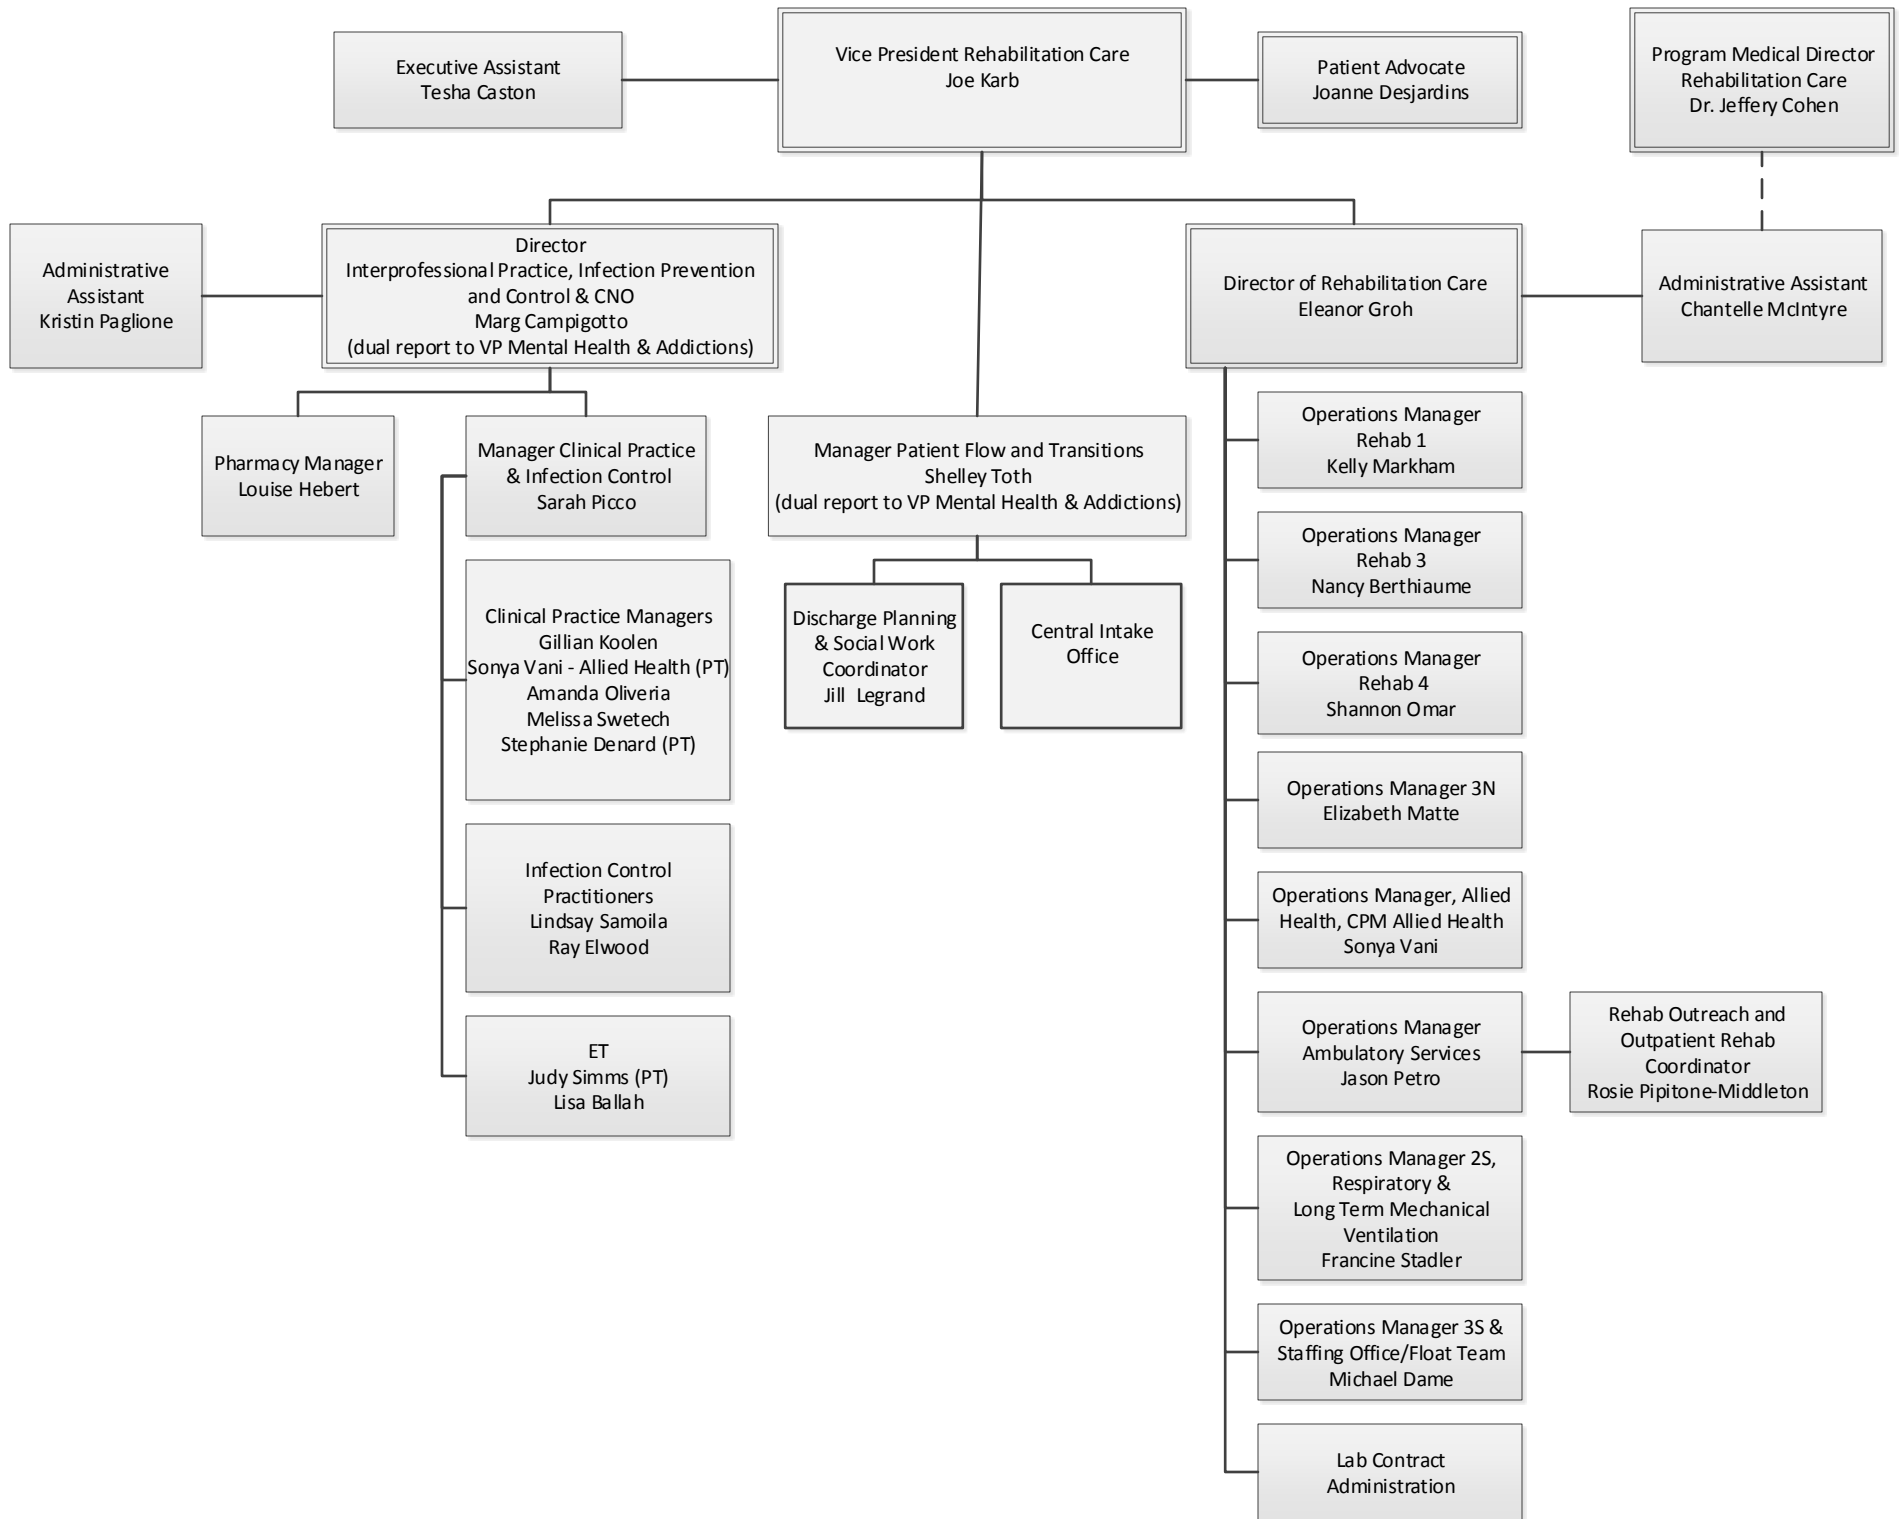 Executive Assistant
Tesha Caston
Vice President Rehabilitation Care
Joe Karb
Patient Advocate
Joanne Desjardins
Program Medical Director
Rehabilitation Care
Dr. Jeffery Cohen
Administrative
Assistant
Kristin Paglione
Director
Interprofessional Practice, Infection Prevention
and Control & CNO
Marg Campigotto
(dual report to VP Mental Health & Addictions)
Director of Rehabilitation Care
Eleanor Groh
Administrative Assistant
Chantelle McIntyre
Pharmacy Manager
Louise Hebert
Manager Clinical Practice
& Infection Control
Sarah Picco
Clinical Practice Managers
Gillian Koolen
Sonya Vani - Allied Health (PT)
Amanda Oliveria
Melissa Swetech
Stephanie Denard (PT)
Infection Control
Practitioners
Lindsay Samoila
Ray Elwood
ET
Judy Simms (PT)
Lisa Ballah
Manager Patient Flow and Transitions
Shelley Toth
(dual report to VP Mental Health & Addictions)
Discharge Planning
& Social Work
Coordinator
Jill Legrand
Central Intake
Office
Operations Manager
Rehab 1
Kelly Markham
Operations Manager
Rehab 3
Nancy Berthiaume
Operations Manager
Rehab 4
Shannon Omar
Operations Manager 3N
Elizabeth Matte
Operations Manager, Allied
Health, CPM Allied Health
Sonya Vani
Operations Manager
Ambulatory Services
Jason Petro
Rehab Outreach and
Outpatient Rehab
Coordinator
Rosie Pipitone-Middleton
Operations Manager 2S,
Respiratory &
Long Term Mechanical
Ventilation
Francine Stadler
Operations Manager 3S &
Staffing Office/Float Team
Michael Dame
Lab Contract
Administration